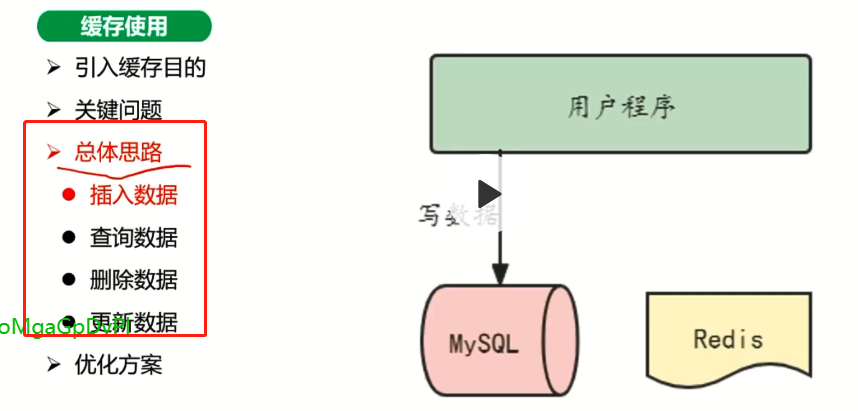 缓存使用
引入缓存目的
关键问题
总体思路
插入数据
查询数据
删除数据
更新数据
优化方案
用户程序
写数据
MySQL
Redis